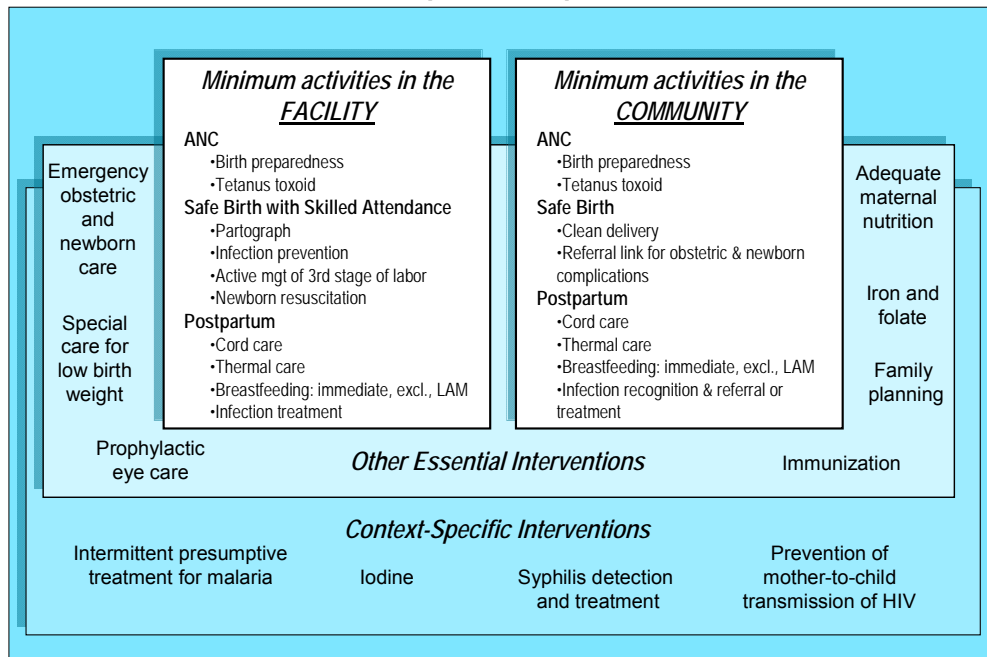 Minimum activities in the
FACILITY
ANC
•Birth preparedness
•Tetanus toxoid
Safe Birth with Skilled Attendance
•Partograph
•Infection prevention
•Active mgt of 3rd stage of labor
•Newborn resuscitation
Postpartum
•Cord care
•Thermal care
•Breastfeeding: immediate, excl., LAM
•Infection treatment
Minimum activities in the
COMMUNITY
ANC
•Birth preparedness
•Tetanus toxoid
Safe Birth
•Clean delivery
•Referral link for obstetric & newborn
complications
Postpartum
•Cord care
•Thermal care
•Breastfeeding: immediate, excl., LAM
•Infection recognition & referral or
treatment
Emergency
obstetric
and
newborn
care
Special
care for
low birth
weight
Prophylactic
eye care
Other Essential Interventions
Adequate
maternal
nutrition
Iron and
folate
Family
planning
Immunization
Context-Specific Interventions
Intermittent presumptive
treatment for malaria
Iodine
Syphilis detection
and treatment
Prevention of
mother-to-child
transmission of HIV